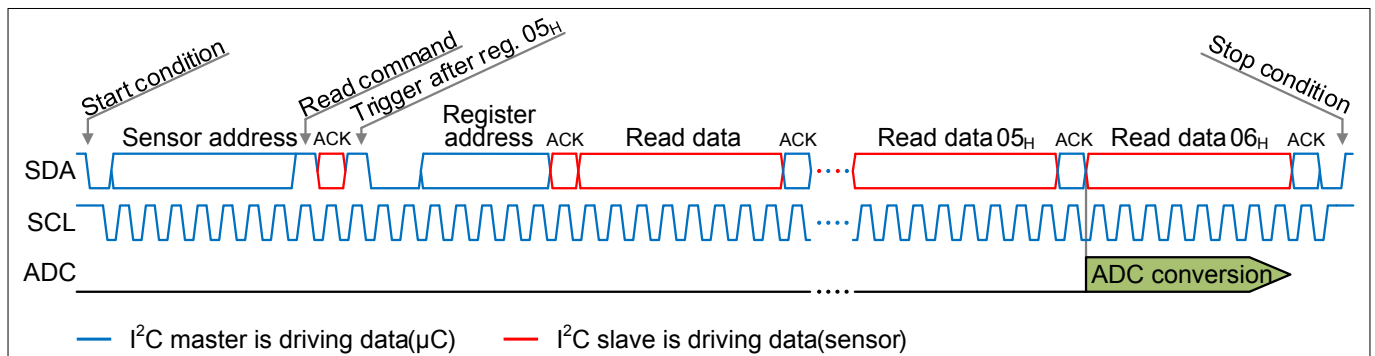 Start condition
Read command
Trigger after reg. 05H
Stop condition
Sensor address
ACK
Register
address
ACK
Read data
ACK
Read data 05H
ACK
Read data 06H
ACK
SDA
SCL
ADC
ADC conversion
I²C master is driving data(µC)
I²C slave is driving data(sensor)